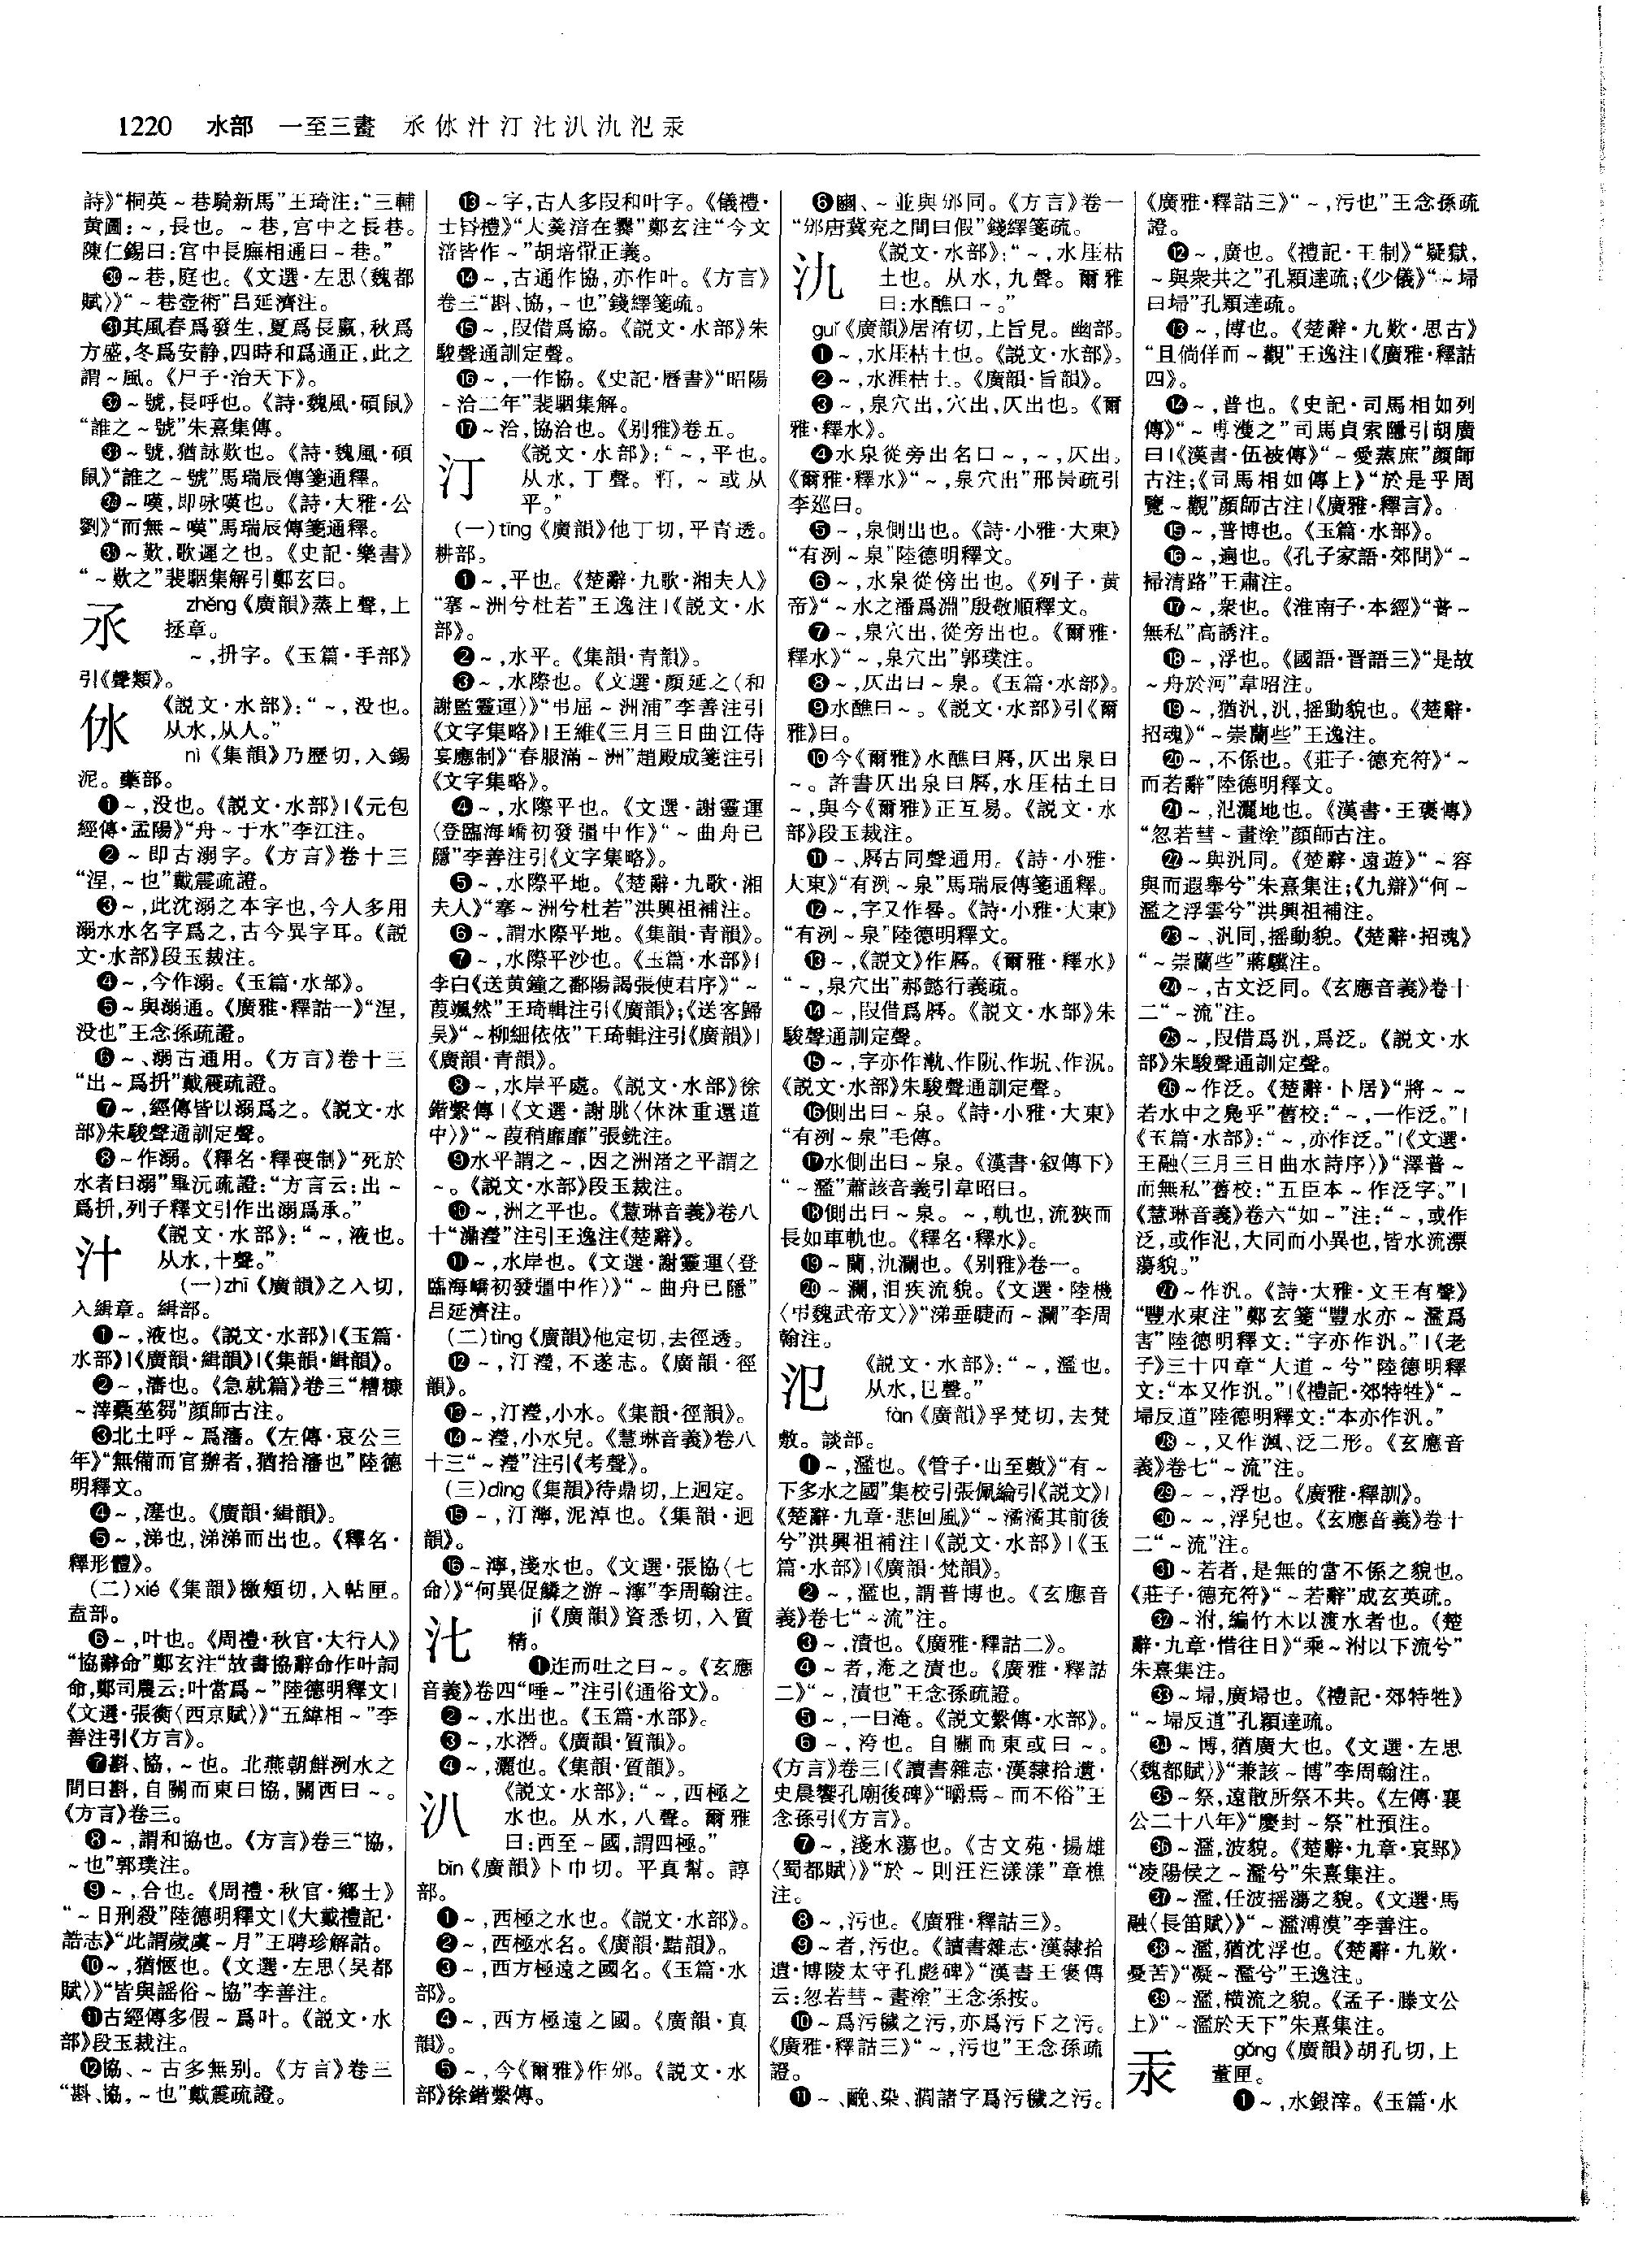 1220 水部 一至三畫 氶㲻汁汀𣱶汃氿氾汞
詩》“桐英～巷騎新馬”王琦注：“三輔
黄圖：～，長也。～巷，宫中之長巷。
陳仁錫曰：宫中長廡相通曰～巷。”
㉚～巷，庭也。《文選·左思〈魏都
賦〉》“～巷壺術”吕延濟注。
㉛其風春爲發生，夏爲長嬴，秋爲
方盛，冬爲安静，四時和爲通正，此之
謂～風。《尸子·治天下》。
㉜～號，長呼也。《詩·魏風·碩鼠》
“誰之～號”朱熹集傳。
㉝～號，猶詠歎也。《詩·魏風·碩
鼠》“誰之～號”馬瑞辰傳箋通釋。
㉞～嘆，即咏嘆也。《詩·大雅·公
劉》“而無～嘆”馬瑞辰傳箋通釋。
㉟～歎，歌遲之也。《史記·樂書》
“～歎之”裴駰集解引鄭玄曰。
氶 zhěng《廣韻》蒸上聲，上
拯章。
～，抍字。《玉篇·手部》
引《聲類》。
㲻 《説文·水部》：“～，没也。
从水，从人。”
nì《集韻》乃歷切，入錫
泥。藥部。
❶～，没也。《説文·水部》|《元包
經傳·孟陽》“舟～于水”李江注。
❷～即古溺字。《方言》卷十三
“涅，～也”戴震疏證。
❸～，此沈溺之本字也，今人多用
溺水水名字爲之，古今異字耳。《説
文·水部》段玉裁注。
❹～，今作溺。《玉篇·水部》。
❺～與溺通。《廣雅·釋詁一》“涅，
没也”王念孫疏證。
❻～、溺古通用。《方言》卷十三
“出～爲抍”戴震疏證。
❼～，經傳皆以溺爲之。《説文·水
部》朱駿聲通訓定聲。
❽～作溺。《釋名·釋喪制》“死於
水者曰溺”畢沅疏證：“方言云：出～
爲抍，列子釋文引作出溺爲承。”
汁 《説文·水部》：“～，液也。
从水，十聲。”
(一)zhī《廣韻》之入切，
入緝章。緝部。
❶～，液也。《説文·水部》|《玉篇·
水部》|《廣韻·緝韻》|《集韻·緝韻》。
❷～，瀋也。《急就篇》卷三“糟糠
～滓藁莝芻”顔師古注。
❸北土呼～爲瀋。《左傳·哀公三
年》“無備而官辦者，猶拾瀋也”陸德
明釋文。
❹～，瀋也。《廣韻·緝韻》。
❺～，涕也，涕涕而出也。《釋名·
釋形體》。
(二)xié《集韻》檄頰切，入帖匣。
盍部。
❻～，叶也。《周禮·秋官·大行人》
“協辭命”鄭玄注“故書協辭命作叶詞
命，鄭司農云：叶當爲～”陸德明釋文|
《文選·張衡〈西京賦〉》“五緯相～”李
善注引《方言》。
❼斟、協，～也。北燕朝鮮洌水之
間曰斟，自關而東曰協，關西曰～。
《方言》卷三。
❽～，謂和協也。《方言》卷三“協，
～也”郭璞注。
❾～，合也。《周禮·秋官·鄉士》
“～日刑殺”陸德明釋文|《大戴禮記·
誥志》“此謂歲虞～月”王聘珍解詁。
❿～，猶愜也。《文選·左思〈吴都
賦〉》“皆與謡俗～協”李善注。
⓫古經傳多假～爲叶。《説文·水
部》段玉裁注。
⓬協、～古多無别。《方言》卷三
“斟、協，～也”戴震疏證。
⓭～字，古人多叚和叶字。《儀禮·
士昏禮》“大羹湆在爨”鄭玄注“今文
湆皆作～”胡培翬正義。
⓮～，古通作協，亦作叶。《方言》
卷三“斟、協，～也”錢繹箋疏。
⓯～，叚借爲協。《説文·水部》朱
駿聲通訓定聲。
⓰～，一作協。《史記·曆書》“昭陽
～洽二年”裴駰集解。
⓱～洽，協洽也。《别雅》卷五。
汀 《説文·水部》：“～，平也。
从水，丁聲。𤖄，～或从
平。”
(一)tīng《廣韻》他丁切，平青透。
耕部。
❶～，平也。《楚辭·九歌·湘夫人》
“搴～洲兮杜若”王逸注|《説文·水
部》。
❷～，水平。《集韻·青韻》。
❸～，水際也。《文選·顔延之〈和
謝監靈運〉》“弔屈～洲浦”李善注引
《文字集略》|王維《三月三日曲江侍
宴應制》“春服滿～洲”趙殿成箋注引
《文字集略》。
❹～，水際平也。《文選·謝靈運
〈登臨海嶠初發彊中作》“～曲舟已
隱”李善注引《文字集略》。
❺～，水際平地。《楚辭·九歌·湘
夫人》“搴～洲兮杜若”洪興祖補注。
❻～，謂水際平地。《集韻·青韻》。
❼～，水際平沙也。《玉篇·水部》|
李白《送黄鐘之鄱陽謁張使君序》“～
葭颯然”王琦輯注引《廣韻》；《送客歸
吴》“～柳細依依”王琦輯注引《廣韻》|
《廣韻·青韻》。
❽～，水岸平處。《説文·水部》徐
鍇繫傳|《文選·謝朓〈休沐重還道
中〉》“～葭稍靡靡”張銑注。
❾水平謂之～，因之洲渚之平謂之
～。《説文·水部》段玉裁注。
❿～，洲之平也。《慧琳音義》卷八
十“瀰瀅”注引王逸注《楚辭》。
⓫～，水岸也。《文選·謝靈運〈登
臨海嶠初發彊中作〉》“～曲舟已隱”
吕延濟注。
(二)tìng《廣韻》他定切，去徑透。
⓬～，汀瀅，不遂志。《廣韻·徑
韻》。
⓭～，汀瀅，小水。《集韻·徑韻》。
⓮～瀅，小水皃。《慧琳音義》卷八
十三“～瀅”注引《考聲》。
(三)dìng《集韻》待鼎切，上迥定。
⓯～，汀濘，泥淖也。《集韻·迥
韻》。
⓰～濘，淺水也。《文選·張協〈七
命〉》“何異促鱗之游～濘”李周翰注。
𣱶 jí《廣韻》資悉切，入質
精。
❶迮而吐之曰～。《玄應
音義》卷四“唾～”注引《通俗文》。
❷～，水出也。《玉篇·水部》。
❸～，水潛。《廣韻·質韻》。
❹～，灑也。《集韻·質韻》。
汃 《説文·水部》：“～，西極之
水也。从水，八聲。爾雅
曰：西至～國，謂四極。”
bīn《廣韻》卜巾切。平真幫。諄
部。
❶～，西極之水也。《説文·水部》。
❷～，西極水名。《廣韻·黠韻》。
❸～，西方極遠之國名。《玉篇·水
部》。
❹～，西方極遠之國。《廣韻·真
韻》。
❺～，今《爾雅》作邠。《説文·水
部》徐鍇繫傳。
❻豳、～並與邠同。《方言》卷一
“邠唐冀兖之間曰假”錢繹箋疏。
氿 《説文·水部》：“～，水厓枯
土也。从水，九聲。爾雅
曰：水醮曰～。”
guǐ《廣韻》居洧切，上旨見。幽部。
❶～，水厓枯土也。《説文·水部》。
❷～，水涯枯土。《廣韻·旨韻》。
❸～，泉穴出，穴出，仄出也。《爾
雅·釋水》。
❹水泉從旁出名曰～，～，仄出。
《爾雅·釋水》“～，泉穴出”邢昺疏引
李巡曰。
❺～，泉側出也。《詩·小雅·大東》
“有洌～泉”陸德明釋文。
❻～，水泉從傍出也。《列子·黄
帝》“～水之潘爲淵”殷敬順釋文。
❼～，泉穴出，從旁出也。《爾雅·
釋水》“～，泉穴出”郭璞注。
❽～，仄出曰～泉。《玉篇·水部》。
❾水醮曰～。《説文·水部》引《爾
雅》曰。
❿今《爾雅》水醮曰厬，仄出泉曰
～。許書仄出泉曰厬，水厓枯土曰
～，與今《爾雅》正互易。《説文·水
部》段玉裁注。
⓫～、厬古同聲通用。《詩·小雅·
大東》“有洌～泉”馬瑞辰傳箋通釋。
⓬～，字又作晷。《詩·小雅·大東》
“有洌～泉”陸德明釋文。
⓭～，《説文》作厬。《爾雅·釋水》
“～，泉穴出”郝懿行義疏。
⓮～，叚借爲厬。《説文·水部》朱
駿聲通訓定聲。
⓯～，字亦作漸、作阮、作坃、作沉。
《説文·水部》朱駿聲通訓定聲。
⓰側出曰～泉。《詩·小雅·大東》
“有洌～泉”毛傳。
⓱水側出曰～泉。《漢書·叙傳下》
“～濫”蕭該音義引韋昭曰。
⓲側出曰～泉。～，軌也，流狹而
長如車軌也。《釋名·釋水》。
⓳～蘭，氿瀾也。《别雅》卷一。
⓴～瀾，泪疾流貌。《文選·陸機
〈弔魏武帝文〉》“涕垂睫而～瀾”李周
翰注。
氾 《説文·水部》：“～，濫也。
从水，㔾聲。”
fàn《廣韻》孚梵切，去梵
敷。談部。
❶～，濫也。《管子·山至數》“有～
下多水之國”集校引張佩綸引《説文》|
《楚辭·九章·悲回風》“～潏潏其前後
兮”洪興祖補注|《説文·水部》|《玉
篇·水部》|《廣韻·梵韻》。
❷～，濫也，謂普博也。《玄應音
義》卷七“～流”注。
❸～，漬也。《廣雅·釋詁二》。
❹～者，淹之漬也。《廣雅·釋詁
二》“～，漬也”王念孫疏證。
❺～，一曰淹。《説文繫傳·水部》。
❻～，洿也。自關而東或曰～。
《方言》卷三|《讀書雜志·漢隸拾遺·
史晨饗孔廟後碑》“皭焉～而不俗”王
念孫引《方言》。
❼～，淺水蕩也。《古文苑·揚雄
〈蜀都賦〉》“於～則汪汪漾漾”章樵
注。
❽～，污也。《廣雅·釋詁三》。
❾～者，污也。《讀書雜志·漢隸拾
遺·博陵太守孔彪碑》“漢書王褒傳
云：忽若彗～畫塗”王念孫按。
❿～爲污穢之污，亦爲污下之污。
《廣雅·釋詁三》“～，污也”王念孫疏
證。
⓫～、醃、染、濶諸字爲污穢之污。
《廣雅·釋詁三》“～，污也”王念孫疏
證。
⓬～，廣也。《禮記·王制》“疑獄，
～與衆共之”孔穎達疏；《少儀》“～埽
曰埽”孔穎達疏。
⓭～，博也。《楚辭·九歎·思古》
“且倘佯而～觀”王逸注|《廣雅·釋詁
四》。
⓮～，普也。《史記·司馬相如列
傳》“～尃濩之”司馬貞索隱引胡廣
曰|《漢書·伍被傳》“～愛蒸庶”顔師
古注；《司馬相如傳上》“於是乎周
覽～觀”顔師古注|《廣雅·釋言》。
⓯～，普博也。《玉篇·水部》。
⓰～，遍也。《孔子家語·郊問》“～
掃清路”王肅注。
⓱～，衆也。《淮南子·本經》“普～
無私”高誘注。
⓲～，浮也。《國語·晋語三》“是故
～舟於河”韋昭注。
⓳～，猶汎，汎，摇動貌也。《楚辭·
招魂》“～崇蘭些”王逸注。
⓴～，不係也。《莊子·德充符》“～
而若辭”陸德明釋文。
㉑～，氾灑地也。《漢書·王褒傳》
“忽若彗～畫塗”顔師古注。
㉒～與汎同。《楚辭·遠遊》“～容
與而遐舉兮”朱熹集注；《九辯》“何～
濫之浮雲兮”洪興祖補注。
㉓～、汎同，摇動貌。《楚辭·招魂》
“～崇蘭些”蔣驥注。
㉔～，古文泛同。《玄應音義》卷十
二“～流”注。
㉕～，叚借爲汎，爲泛。《説文·水
部》朱駿聲通訓定聲。
㉖～作泛。《楚辭·卜居》“將～～
若水中之鳧乎”舊校：“～，一作泛。”|
《玉篇·水部》：“～，亦作泛。”|《文選·
王融〈三月三日曲水詩序〉》“澤普～
而無私”舊校：“五臣本～作泛字。”|
《慧琳音義》卷六“如～”注：“～，或作
泛，或作氾，大同而小異也，皆水流漂
蕩貌。”
㉗～作汎。《詩·大雅·文王有聲》
“豐水東注”鄭玄箋“豐水亦～濫爲
害”陸德明釋文：“字亦作汎。”|《老
子》三十四章“大道～兮”陸德明釋
文：“本又作汎。”|《禮記·郊特牲》“～
埽反道”陸德明釋文：“本亦作汎。”
㉘～，又作渢、泛二形。《玄應音
義》卷七“～流”注。
㉙～～，浮也。《廣雅·釋訓》。
㉚～～，浮皃也。《玄應音義》卷十
二“～流”注。
㉛～若者，是無的當不係之貌也。
《莊子·德充符》“～若辭”成玄英疏。
㉜～泭，編竹木以渡水者也。《楚
辭·九章·惜往日》“乘～泭以下流兮”
朱熹集注。
㉝～埽，廣埽也。《禮記·郊特牲》
“～埽反道”孔穎達疏。
㉞～博，猶廣大也。《文選·左思
〈魏都賦〉》“兼該～博”李周翰注。
㉟～祭，遠散所祭不共。《左傳·襄
公二十八年》“慶封～祭”杜預注。
㊱～濫，波貌。《楚辭·九章·哀郢》
“凌陽侯之～濫兮”朱熹集注。
㊲～濫，任波摇蕩之貌。《文選·馬
融〈長笛賦〉》“～濫溥漠”李善注。
㊳～濫，猶沈浮也。《楚辭·九歎·
憂苦》“凝～濫兮”王逸注。
㊴～濫，横流之貌。《孟子·滕文公
上》“～濫於天下”朱熹集注。
汞 gǒng《廣韻》胡孔切，上
董匣。
❶～，水銀滓。《玉篇·水